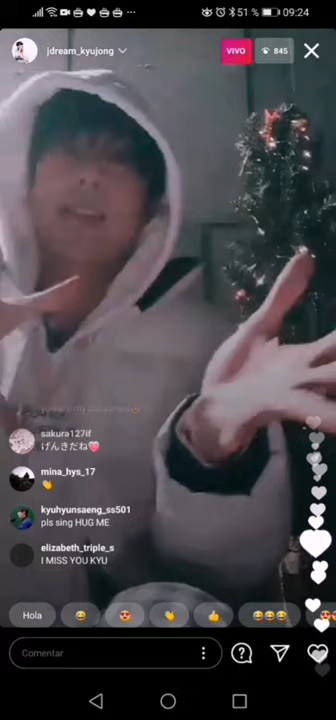 51 %
09:24
jdream_kyujong
VIVO
845
sakura127if
げんきだね💓
mina_hys_17
👏
kyuhyunsaeng_ss501
pls sing HUG ME
elizabeth_triple_s
I MISS YOU KYU
Hola
😂
😍
👏
👍
😂😂😂
Comentar